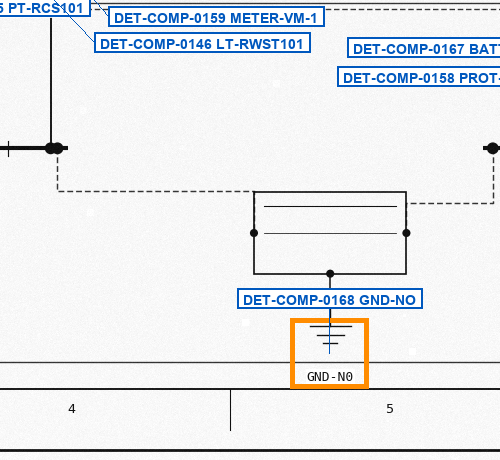 5 PT-RCS101
DET-COMP-0159 METER-VM-1
DET-COMP-0146 LT-RWST101
DET-COMP-0167 BATT
DET-COMP-0158 PROT-
DET-COMP-0168 GND-NO
GND-N0
4
5